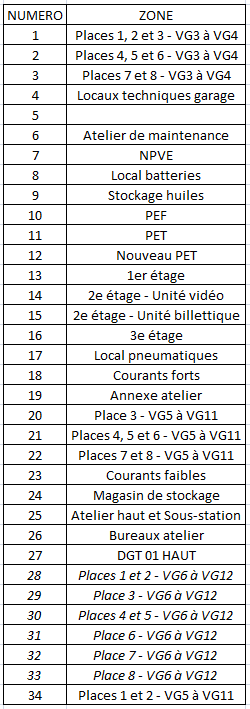 NUMERO ZONE
1 Places 1, 2 et 3 - VG3 à VG4
2 Places 4, 5 et 6 - VG3 à VG4
3 Places 7 et 8 - VG3 à VG4
4 Locaux techniques garage
5
6 Atelier de maintenance
7 NPVE
8 Local batteries
9 Stockage huiles
10 PEF
11 PET
12 Nouveau PET
13 1er étage
14 2e étage - Unité vidéo
15 2e étage - Unité billettique
16 3e étage
17 Local pneumatiques
18 Courants forts
19 Annexe atelier
20 Place 3 - VG5 à VG11
21 Places 4, 5 et 6 - VG5 à VG11
22 Places 7 et 8 - VG5 à VG11
23 Courants faibles
24 Magasin de stockage
25 Atelier haut et Sous-station
26 Bureaux atelier
27 DGT 01 HAUT
28 Places 1 et 2 - VG6 à VG12
29 Place 3 - VG6 à VG12
30 Places 4 et 5 - VG6 à VG12
31 Place 6 - VG6 à VG12
32 Place 7 - VG6 à VG12
33 Place 8 - VG6 à VG12
34 Places 1 et 2 - VG5 à VG11